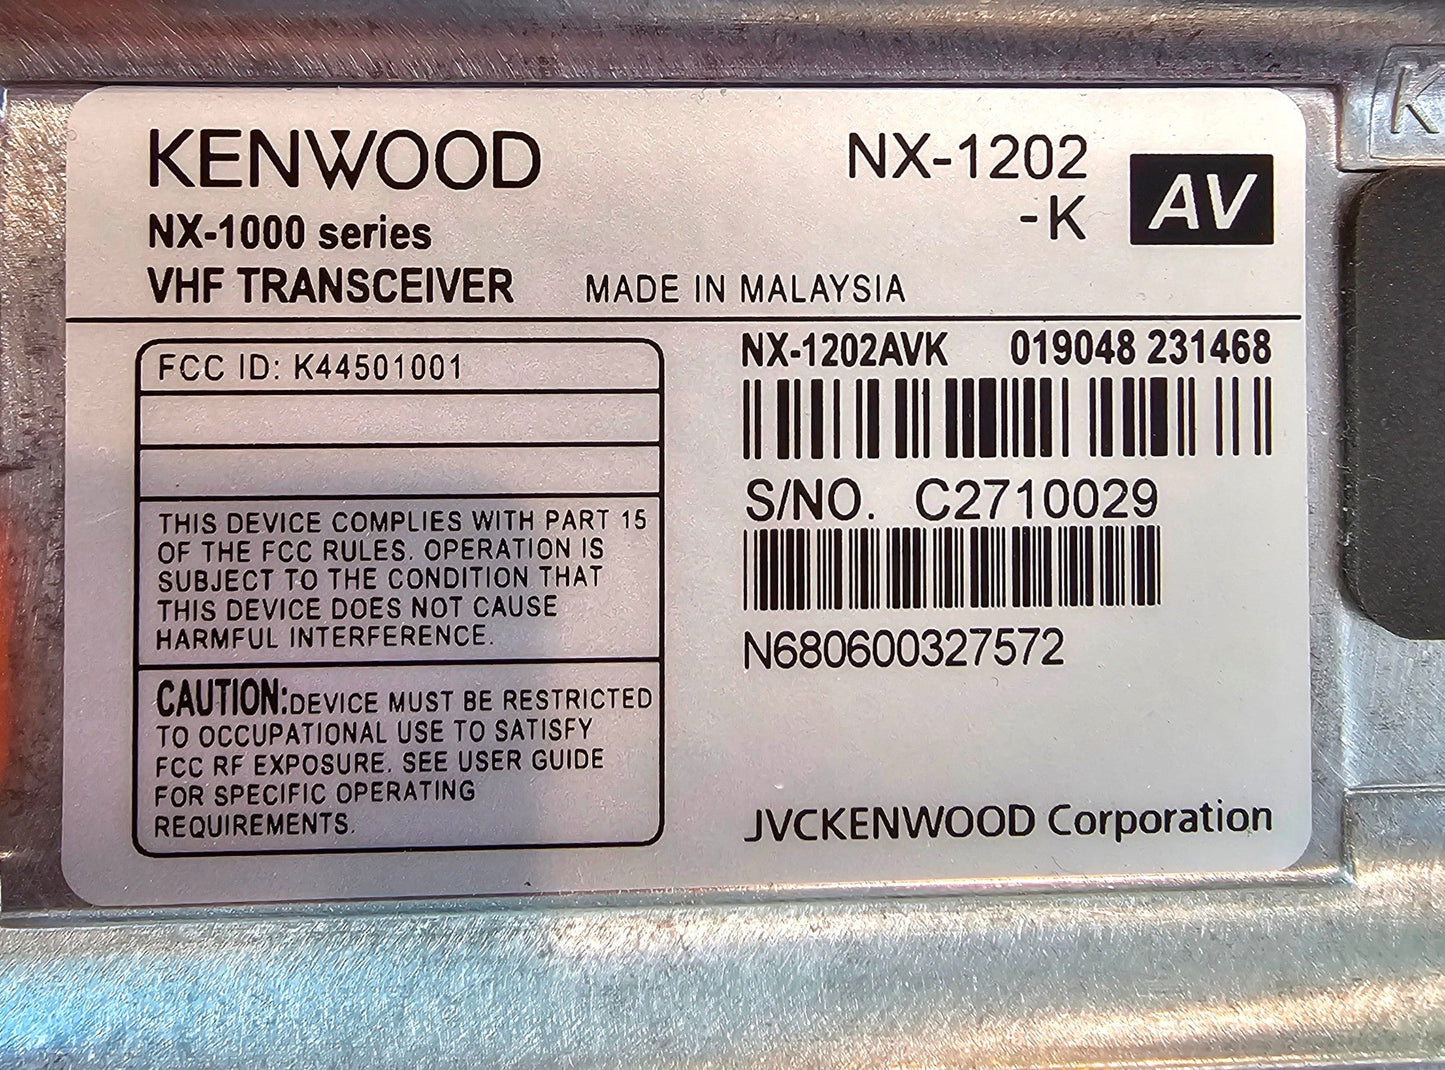 KENWOOD
NX-1000 series
VHF TRANSCEIVER
MADE IN MALAYSIA
NX-1202
-K
AV
FCC ID: K44501001
THIS DEVICE COMPLIES WITH PART 15
OF THE FCC RULES. OPERATION IS
SUBJECT TO THE CONDITION THAT
THIS DEVICE DOES NOT CAUSE
HARMFUL INTERFERENCE.
CAUTION:DEVICE MUST BE RESTRICTED
TO OCCUPATIONAL USE TO SATISFY
FCC RF EXPOSURE. SEE USER GUIDE
FOR SPECIFIC OPERATING
REQUIREMENTS.
NX-1202AVK 019048 231468
S/NO. C2710029
N680600327572
JVCKENWOOD Corporation